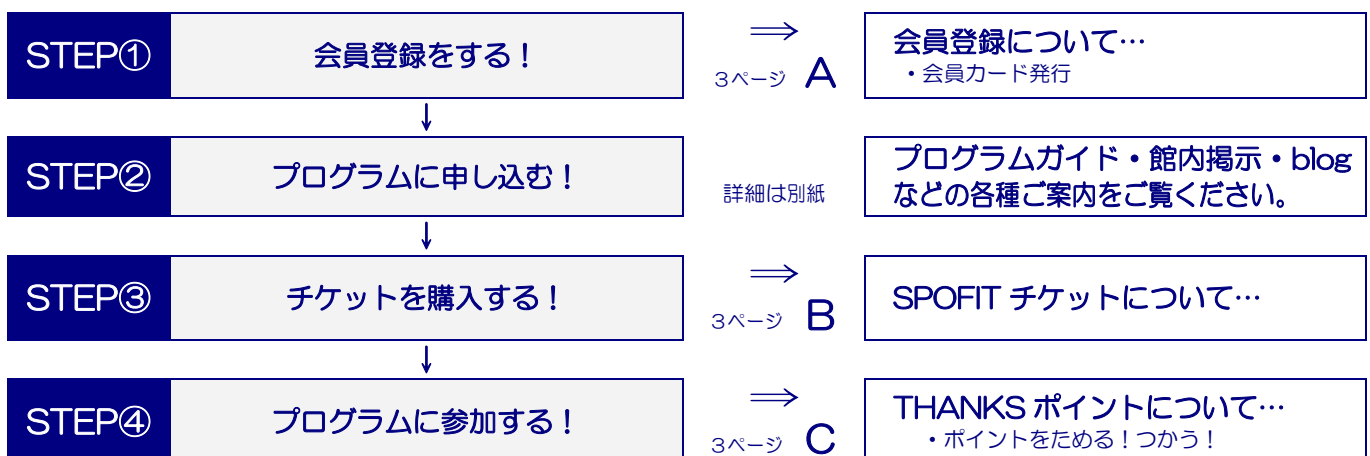 STEP① 会員登録をする！ ⇒ 会員登録について…
3ページ A ・会員カード発行
↓
STEP② プログラムに申し込む！ 詳細は別紙 プログラムガイド・館内掲示・blog
などの各種ご案内をご覧ください。
↓
STEP③ チケットを購入する！ ⇒ SPOFIT チケットについて…
3ページ B
↓
STEP④ プログラムに参加する！ ⇒ THANKS ポイントについて…
3ページ C ・ポイントをためる！つかう！